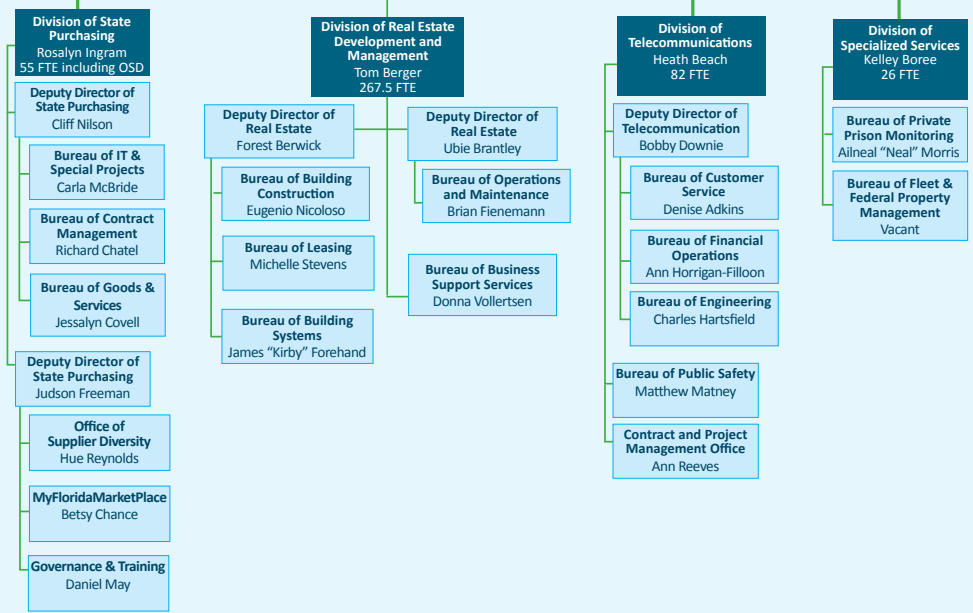 Division of State
Purchasing
Rosalyn Ingram
55 FTE including OSD
Deputy Director of
State Purchasing
Cliff Nilson
Bureau of IT &
Special Projects
Carla McBride
Bureau of Contract
Management
Richard Chatel
Bureau of Goods &
Services
Jessalyn Covell
Deputy Director of
State Purchasing
Judson Freeman
Office of
Supplier Diversity
Hue Reynolds
MyFloridaMarketPlace
Betsy Chance
Governance & Training
Daniel May
Division of Real Estate
Development and
Management
Tom Berger
267.5 FTE
Deputy Director of
Real Estate
Forest Berwick
Bureau of Building
Construction
Eugenio Nicoloso
Bureau of Leasing
Michelle Stevens
Bureau of Building
Systems
James "Kirby" Forehand
Deputy Director of
Real Estate
Ubie Brantley
Bureau of Operations
and Maintenance
Brian Fienemann
Bureau of Business
Support Services
Donna Vollertsen
Division of
Telecommunications
Heath Beach
82 FTE
Deputy Director of
Telecommunication
Bobby Downie
Bureau of Customer
Service
Denise Adkins
Bureau of Financial
Operations
Ann Horrigan-Filloon
Bureau of Engineering
Charles Hartsfield
Bureau of Public Safety
Matthew Matney
Contract and Project
Management Office
Ann Reeves
Division of
Specialized Services
Kelley Boree
26 FTE
Bureau of Private
Prison Monitoring
Ailneal "Neal" Morris
Bureau of Fleet &
Federal Property
Management
Vacant